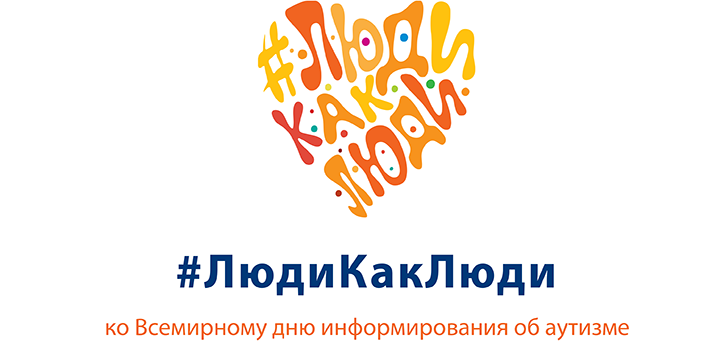 #ЛЮДИ
КАК
ЛЮДИ
#ЛюдиКакЛюди
ко Всемирному дню информирования об аутизме